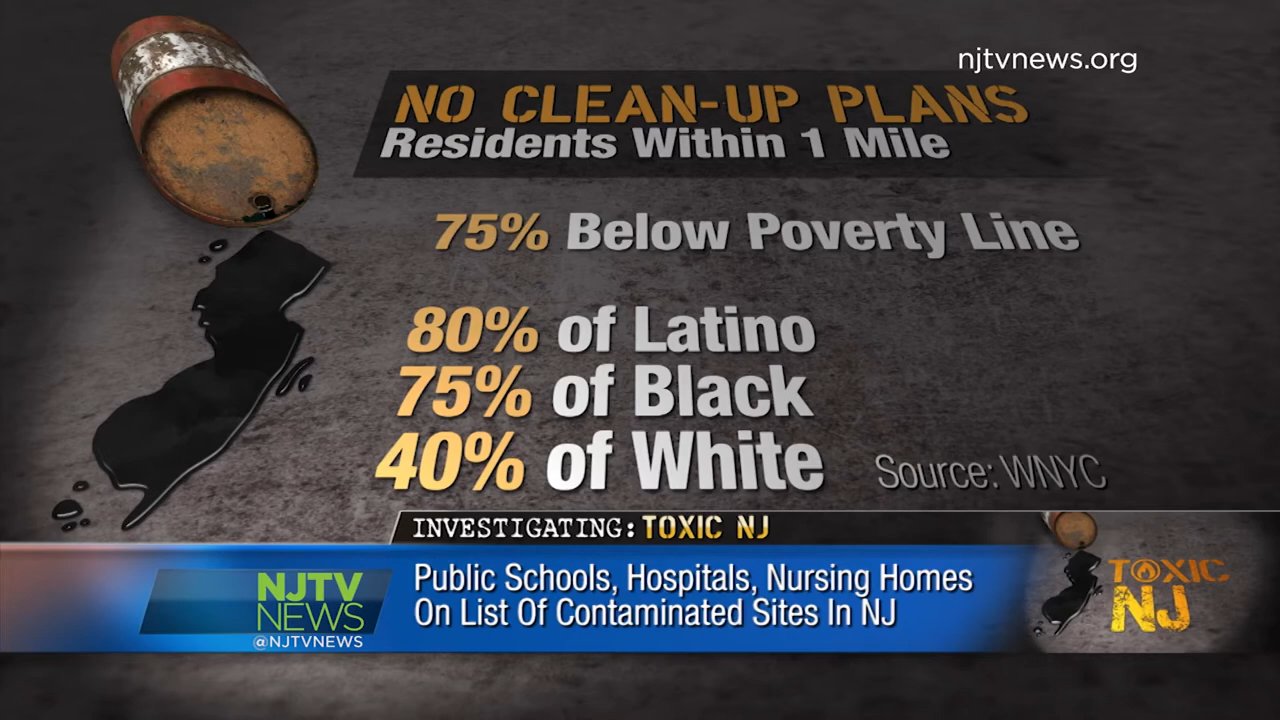 njtvnews.org
NO CLEAN-UP PLANS
Residents Within 1 Mile
75% Below Poverty Line
80% of Latino
75% of Black
40% of White
Source: WNYC
INVESTIGATING: TOXIC NJ
NJTV
NEWS
@NJTVNEWS
Public Schools, Hospitals, Nursing Homes
On List Of Contaminated Sites In NJ
TOXIC
NJ